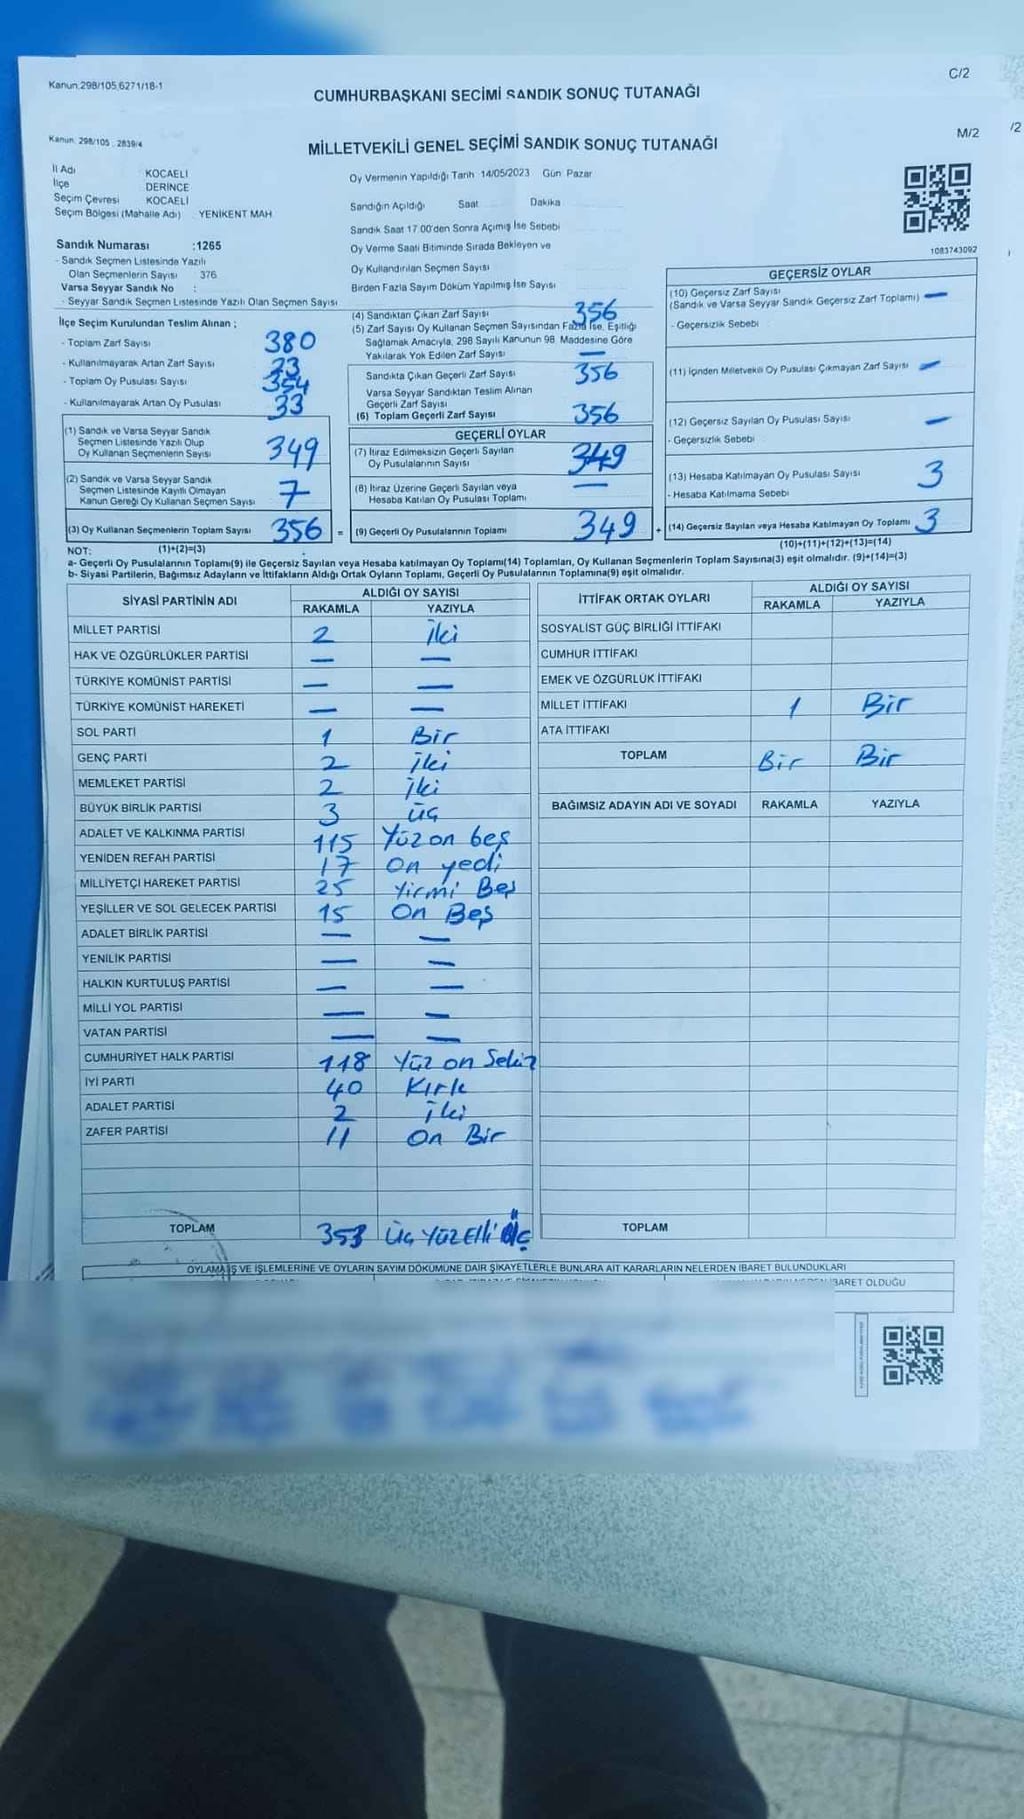 Kanun.298/105,6271/18-1
C/2
CUMHURBAŞKANI SECİMİ SANDIK SONUÇ TUTANAĞI
Kanun. 298/105 . 2839/4
M/2
/2
MİLLETVEKİLİ GENEL SEÇİMİ SANDIK SONUÇ TUTANAĞI
İl Adı KOCAELİ
İlçe DERİNCE
Seçim Çevresi KOCAELİ
Seçim Bölgesi (Mahalle Adı) YENİKENT MAH
Oy Vermenin Yapıldığı Tarih 14/05/2023 Gün Pazar
Sandığın Açıldığı Saat Dakika
Sandık Saat 17.00'den Sonra Açımış İse Sebebi
Oy Verme Saati Bitiminde Sırada Bekleyen ve
Oy Kullandırılan Seçmen Sayısı
Birden Fazla Sayım Döküm Yapılmış İse Sayısı
1083743092
Sandık Numarası :1265
- Sandık Seçmen Listesinde Yazılı
Olan Seçmenlerin Sayısı 376
Varsa Seyyar Sandık No :
- Seyyar Sandık Seçmen Listesinde Yazılı Olan Seçmen Sayısı
İlçe Seçim Kurulundan Teslim Alınan ;
- Toplam Zarf Sayısı 380
- Kullanılmayarak Artan Zarf Sayısı 23
- Toplam Oy Pusulası Sayısı 354
- Kullanılmayarak Artan Oy Pusulası 33
(1) Sandık ve Varsa Seyyar Sandık
Seçmen Listesinde Yazılı Olup
Oy Kullanan Seçmenlerin Sayısı 349
(2) Sandık ve Varsa Seyyar Sandık
Seçmen Listesinde Kayıtlı Olmayan
Kanun Gereği Oy Kullanan Seçmen Sayısı 7
(3) Oy Kullanan Seçmenlerin Toplam Sayısı 356 =
(4) Sandıktan Çıkan Zarf Sayısı 356
(5) Zarf Sayısı Oy Kullanan Seçmen Sayısından Fazla İse, Eşitliği
Sağlamak Amacıyla, 298 Sayılı Kanunun 98. Maddesine Göre
Yakılarak Yok Edilen Zarf Sayısı —
Sandıkta Çıkan Geçerli Zarf Sayısı 356
Varsa Seyyar Sandıktan Teslim Alınan
Geçerli Zarf Sayısı
(6) Toplam Geçerli Zarf Sayısı 356
GEÇERLİ OYLAR
(7) İtiraz Edilmeksizin Geçerli Sayılan
Oy Pusulalarının Sayısı 349
(8) İtiraz Üzerine Geçerli Sayılan veya
Hesaba Katılan Oy Pusulası Toplamı —
(9) Geçerli Oy Pusulalarının Toplamı 349 +
GEÇERSİZ OYLAR
(10) Geçersiz Zarf Sayısı
(Sandık ve Varsa Seyyar Sandık Geçersiz Zarf Toplamı) —
- Geçersizlik Sebebi
(11) İçinden Milletvekili Oy Pusulası Çıkmayan Zarf Sayısı —
(12) Geçersiz Sayılan Oy Pusulası Sayısı —
- Geçersizlik Sebebi
(13) Hesaba Katılmayan Oy Pusulası Sayısı 3
- Hesaba Katılmama Sebebi
(14) Geçersiz Sayılan veya Hesaba Katılmayan Oy Toplamı 3
NOT: (1)+(2)=(3)
(10)+(11)+(12)+(13)=(14)
a- Geçerli Oy Pusulalarının Toplamı(9) ile Geçersiz Sayılan veya Hesaba katılmayan Oy Toplamı(14) Toplamları, Oy Kullanan Seçmenlerin Toplam Sayısına(3) eşit olmalıdır. (9)+(14)=(3)
b- Siyasi Partilerin, Bağımsız Adayların ve İttifakların Aldığı Ortak Oyların Toplamı, Geçerli Oy Pusulalarının Toplamına(9) eşit olmalıdır.
SİYASİ PARTİNİN ADI ALDIĞI OY SAYISI
RAKAMLA YAZIYLA
MİLLET PARTİSİ 2 İki
HAK VE ÖZGÜRLÜKLER PARTİSİ — —
TÜRKİYE KOMÜNİST PARTİSİ — —
TÜRKİYE KOMÜNİST HAREKETİ — —
SOL PARTİ 1 Bir
GENÇ PARTİ 2 İki
MEMLEKET PARTİSİ 2 İki
BÜYÜK BİRLİK PARTİSİ 3 üç
ADALET VE KALKINMA PARTİSİ 115 Yüz on beş
YENİDEN REFAH PARTİSİ 17 On yedi
MİLLİYETÇİ HAREKET PARTİSİ 25 Yirmi Beş
YEŞİLLER VE SOL GELECEK PARTİSİ 15 On Beş
ADALET BİRLİK PARTİSİ — —
YENİLİK PARTİSİ — —
HALKIN KURTULUŞ PARTİSİ — —
MİLLİ YOL PARTİSİ — —
VATAN PARTİSİ — —
CUMHURİYET HALK PARTİSİ 118 Yüz on Sekiz
İYİ PARTİ 40 Kırk
ADALET PARTİSİ 2 İki
ZAFER PARTİSİ 11 On Bir
TOPLAM 353 Üç Yüz Elli üç
İTTİFAK ORTAK OYLARI ALDIĞI OY SAYISI
RAKAMLA YAZIYLA
SOSYALİST GÜÇ BİRLİĞİ İTTİFAKI
CUMHUR İTTİFAKI
EMEK VE ÖZGÜRLÜK İTTİFAKI
MİLLET İTTİFAKI 1 Bir
ATA İTTİFAKI
TOPLAM Bir Bir
BAĞIMSIZ ADAYIN ADI VE SOYADI RAKAMLA YAZIYLA
TOPLAM
OYLAMA İŞ VE İŞLEMLERİNE VE OYLARIN SAYIM DÖKÜMÜNE DAİR ŞİKAYETLERLE BUNLARA AİT KARARLARIN NELERDEN İBARET BULUNDUKLARI
İBARET OLDUĞU